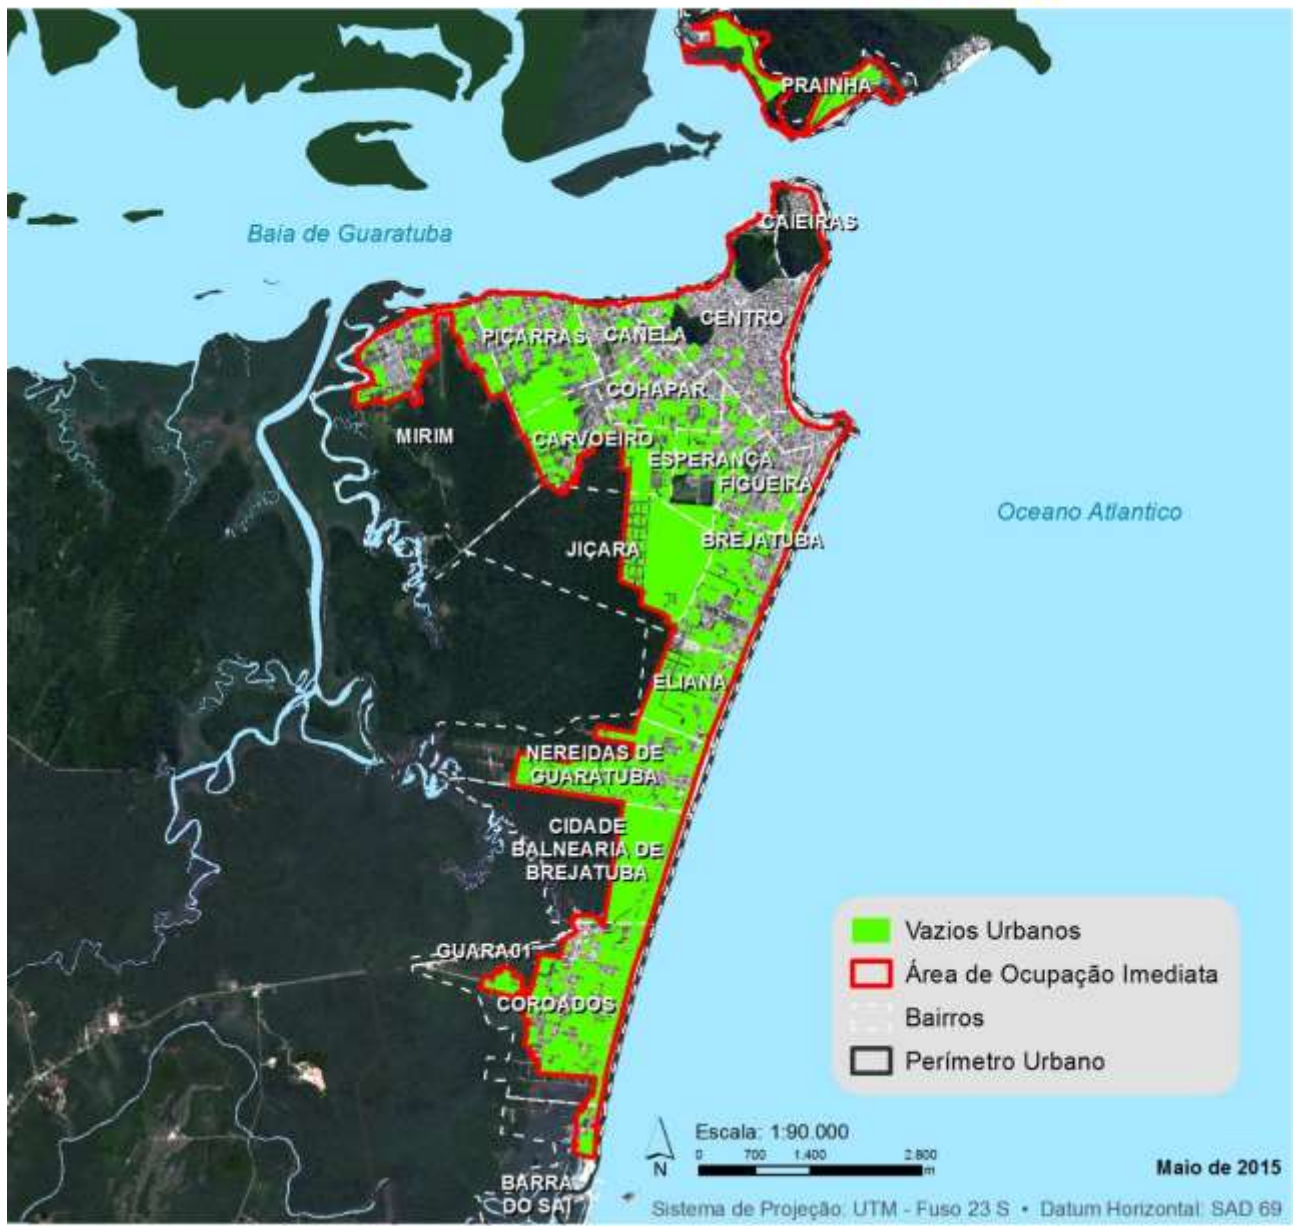 PRAINHA
CAIEIRAS
Baia de Guaratuba
CENTRO
PIÇARRAS
CANELA
COHAPAR
MIRIM
CARVOEIRO
ESPERANÇA
FIGUEIRA
Oceano Atlantico
BREJATUBA
JIÇARA
ELIANA
NEREIDAS DE
GUARATUBA
CIDADE
BALNEARIA DE
BREJATUBA
GUARA01
COROADOS
BARRA
DO SAI
Vazios Urbanos
Área de Ocupação Imediata
Bairros
Perímetro Urbano
Escala: 1:90.000
0 700 1.400 2.800
m
N
Maio de 2015
Sistema de Projeção: UTM - Fuso 23 S • Datum Horizontal: SAD 69